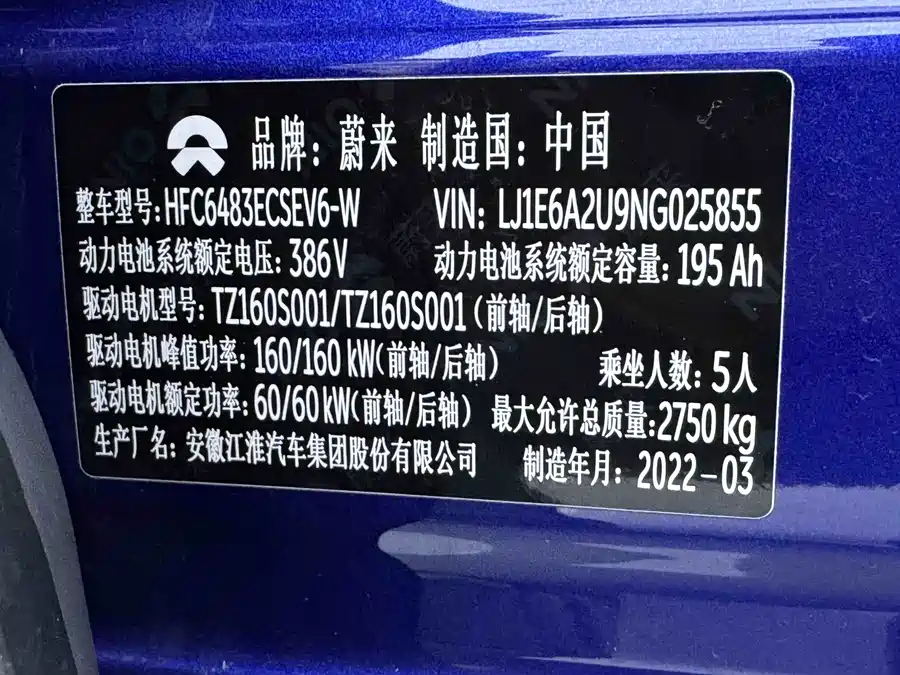 品牌：蔚来 制造国：中国
整车型号：HFC6483ECSEV6-W VIN：LJ1E6A2U9NG025855
动力电池系统额定电压：386V 动力电池系统额定容量：195 Ah
驱动电机型号：TZ160S001/TZ160S001（前轴/后轴）
驱动电机峰值功率：160/160 kW（前轴/后轴） 乘坐人数：5人
驱动电机额定功率：60/60 kW（前轴/后轴） 最大允许总质量：2750 kg
生产厂名：安徽江淮汽车集团股份有限公司 制造年月：2022-03